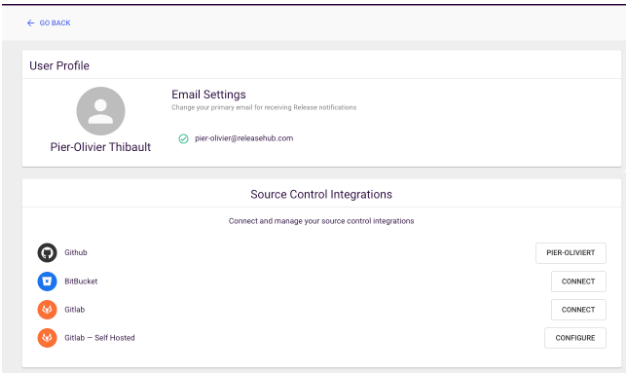 ← GO BACK
User Profile
Email Settings
Change your primary email for receiving Release notifications
pier-olivier@releasehub.com
Pier-Olivier Thibault
Source Control Integrations
Connect and manage your source control integrations
Github PIER-OLIVIERT
BitBucket CONNECT
Gitlab CONNECT
Gitlab — Self Hosted CONFIGURE